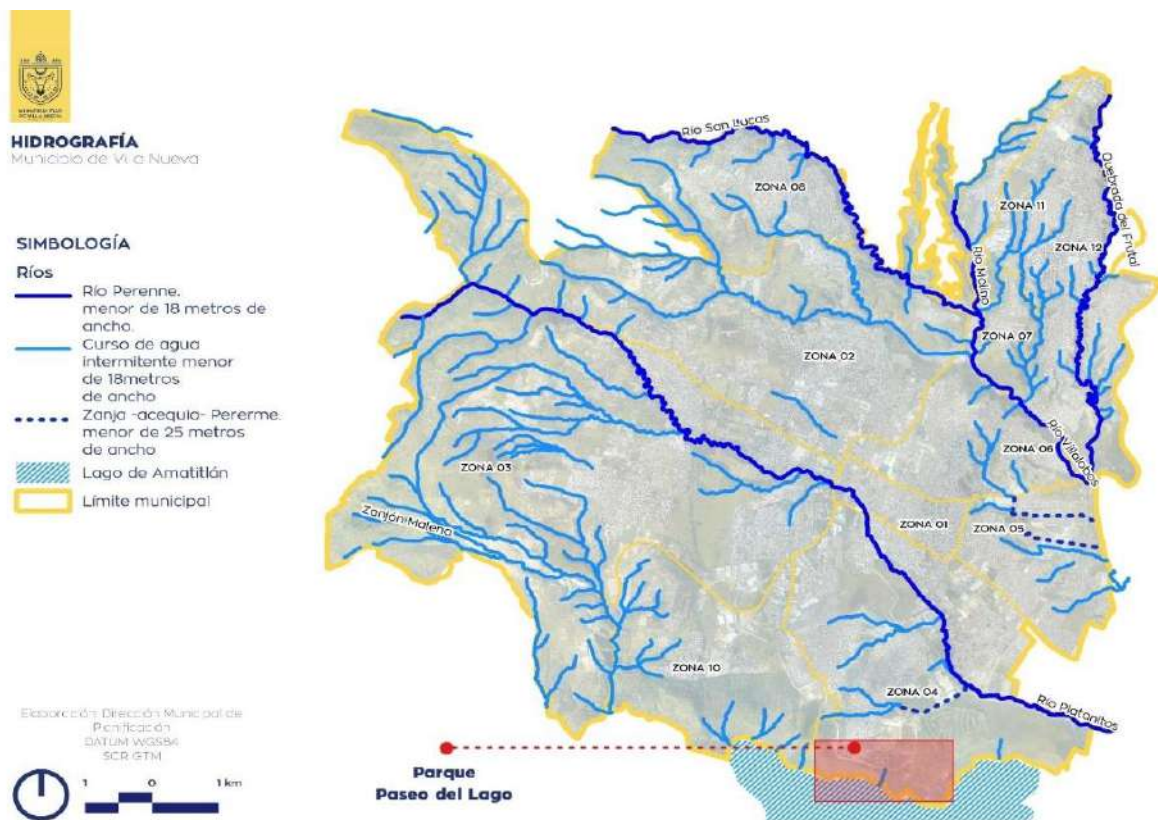 HIDROGRAFÍA
Municipio de Vi a Nueva
SIMBOLOGÍA
Ríos
Río Perenne.
menor de 18 metros de
ancho.
Curso de agua
intermitente menor
de 18metros
de ancho
Zanja -acequia- Pererme.
menor de 25 metros
de ancho
Lago de Amatitlán
Límite municipal
Elaboración: Dirección Municipal de
Planificación
DATUM WGS84
SCR GTM
1 0 1 km
Río San Lucas
ZONA 08
ZONA 11
Quebrada del Frutal
ZONA 12
Río Molino
ZONA 07
ZONA 02
Río Villalobos
ZONA 06
ZONA 03
Zanjón Malena
ZONA 01
ZONA 05
ZONA 10
ZONA 04
Río Platanitos
Parque
Paseo del Lago